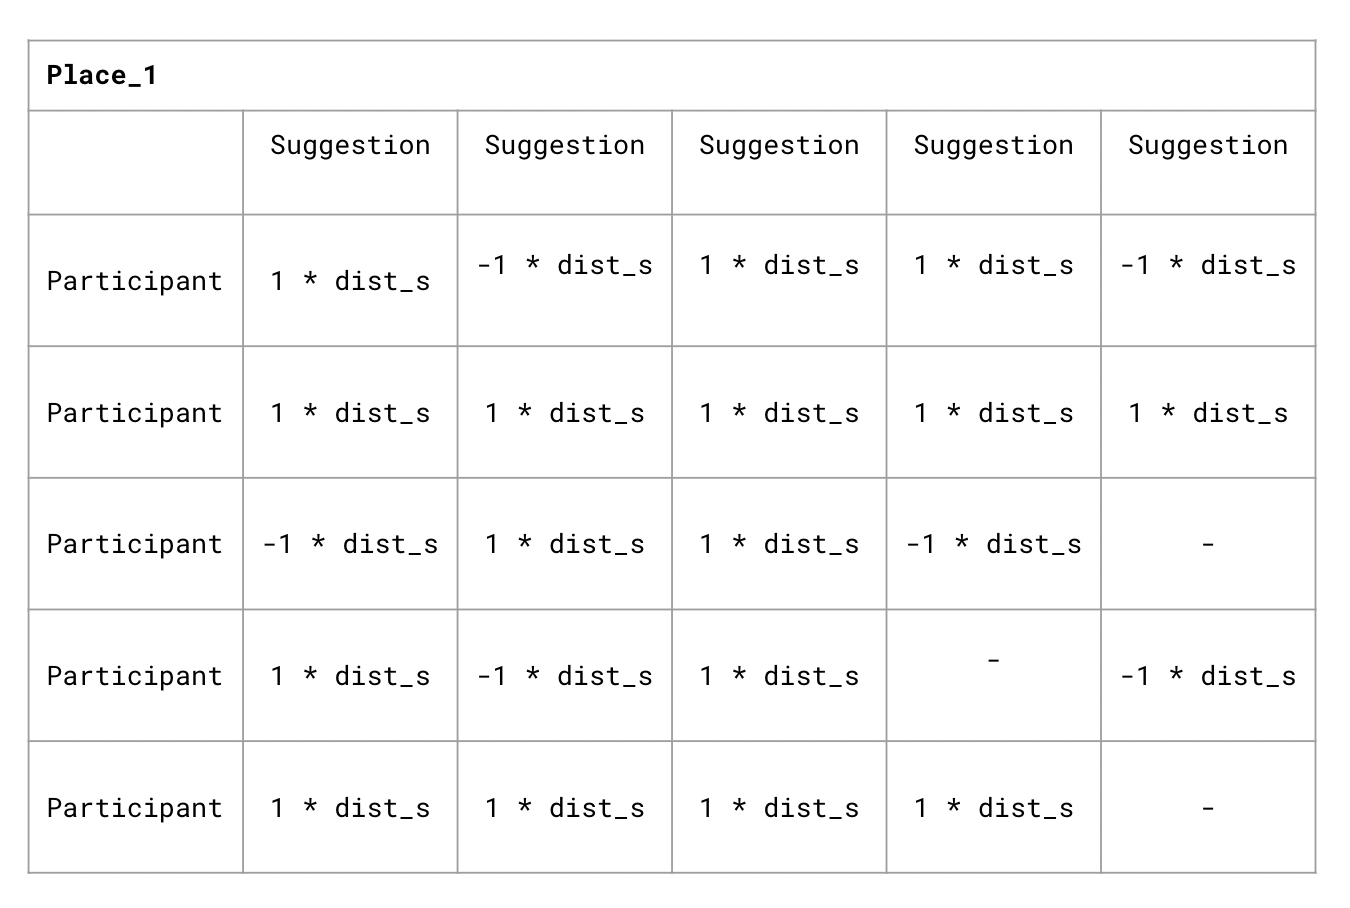 Place_1
Suggestion Suggestion Suggestion Suggestion Suggestion
Participant 1 * dist_s -1 * dist_s 1 * dist_s 1 * dist_s -1 * dist_s
Participant 1 * dist_s 1 * dist_s 1 * dist_s 1 * dist_s 1 * dist_s
Participant -1 * dist_s 1 * dist_s 1 * dist_s -1 * dist_s -
Participant 1 * dist_s -1 * dist_s 1 * dist_s - -1 * dist_s
Participant 1 * dist_s 1 * dist_s 1 * dist_s 1 * dist_s -